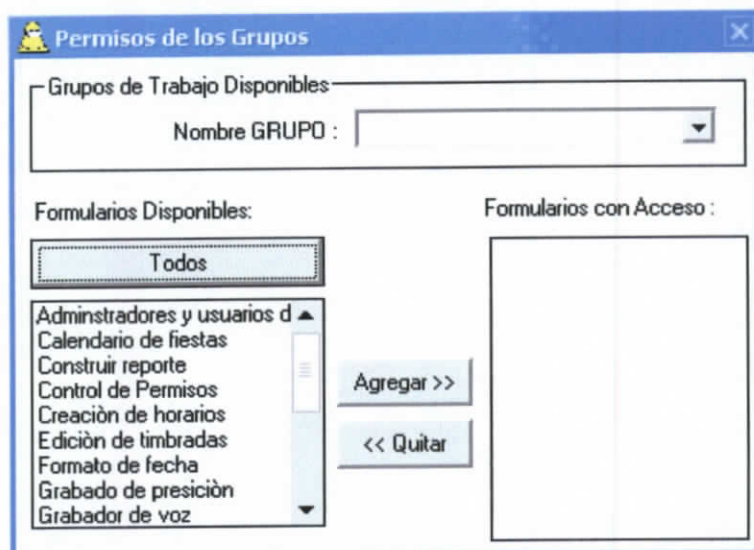 Permisos de los Grupos
Grupos de Trabajo Disponibles
Nombre GRUPO :
Formularios Disponibles:
Formularios con Acceso :
Todos
Adminstradores y usuarios d
Calendario de fiestas
Construir reporte
Control de Permisos
Creaciòn de horarios
Ediciòn de timbradas
Formato de fecha
Grabado de presiciòn
Grabador de voz
Agregar >>
<< Quitar